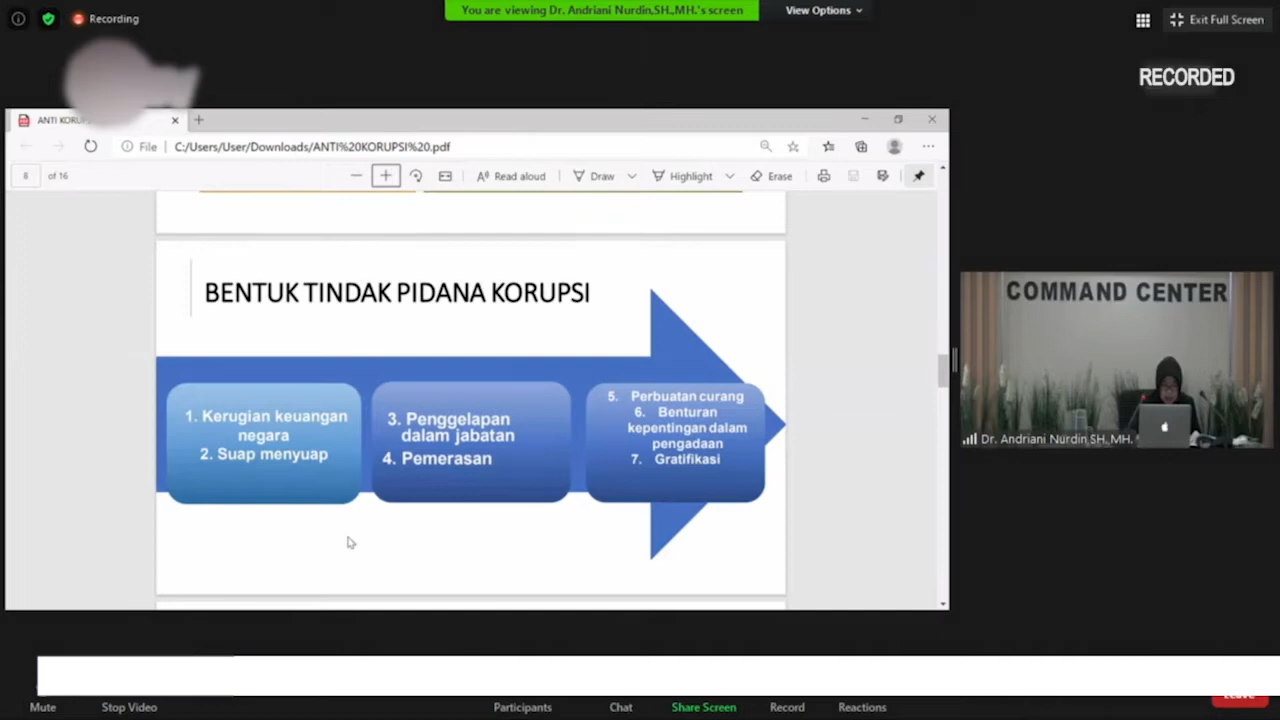 Recording
You are viewing Dr. Andriani Nurdin,SH.,MH.'s screen
View Options
Exit Full Screen
RECORDED
ANTI
File
C:/Users/User/Downloads/ANTI%20KORUPSI%20.pdf
8 of 16
Read aloud
Draw
Highlight
Erase
BENTUK TINDAK PIDANA KORUPSI
1. Kerugian keuangan
negara
2. Suap menyuap
3. Penggelapan
dalam jabatan
4. Pemerasan
5. Perbuatan curang
6. Benturan
kepentingan dalam
pengadaan
7. Gratifikasi
COMMAND CENTER
Dr. Andriani Nurdin,SH.,MH.
Mute
Stop Video
Participants
Chat
Share Screen
Record
Reactions